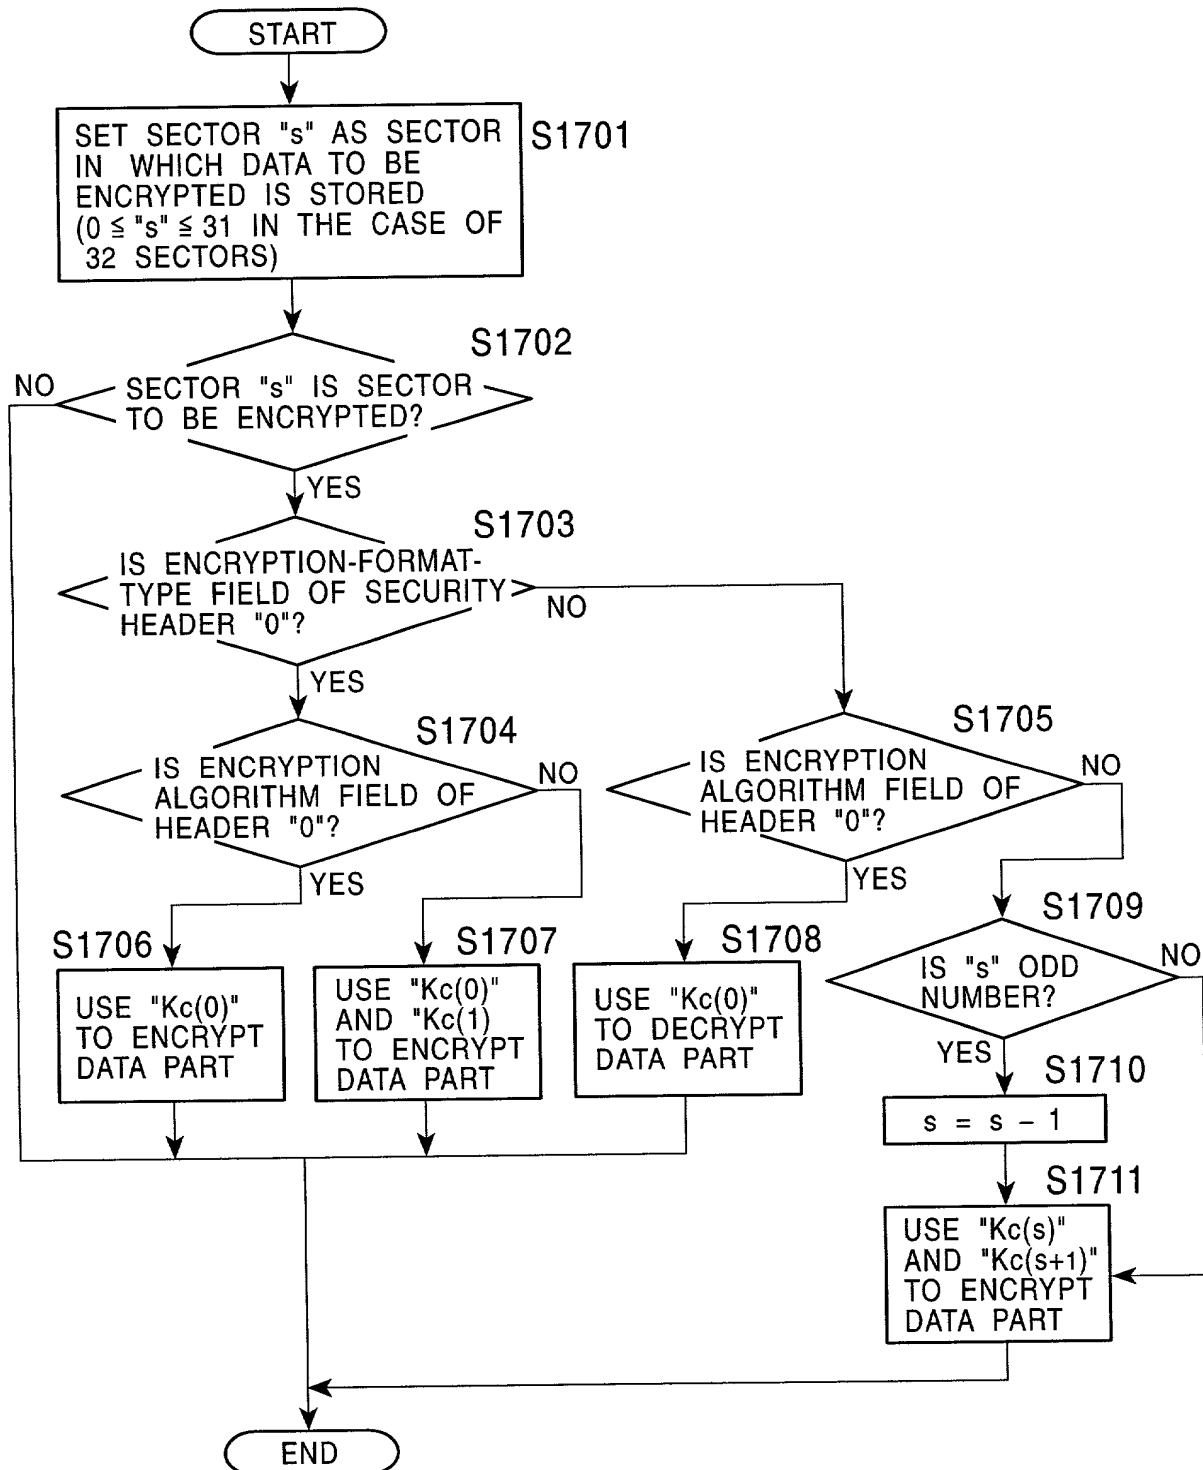 START
SET SECTOR "s" AS SECTOR
IN WHICH DATA TO BE
ENCRYPTED IS STORED
(0 ≦ "s" ≦ 31 IN THE CASE OF
32 SECTORS)
S1701
S1702
NO
SECTOR "s" IS SECTOR
TO BE ENCRYPTED?
YES
S1703
IS ENCRYPTION-FORMAT-
TYPE FIELD OF SECURITY
HEADER "0"?
NO
YES
S1704
IS ENCRYPTION
ALGORITHM FIELD OF
HEADER "0"?
NO
YES
S1705
IS ENCRYPTION
ALGORITHM FIELD OF
HEADER "0"?
NO
YES
S1706
USE "Kc(0)"
TO ENCRYPT
DATA PART
S1707
USE "Kc(0)"
AND "Kc(1)
TO ENCRYPT
DATA PART
S1708
USE "Kc(0)"
TO DECRYPT
DATA PART
S1709
IS "s" ODD
NUMBER?
NO
YES
S1710
s = s - 1
S1711
USE "Kc(s)"
AND "Kc(s+1)"
TO ENCRYPT
DATA PART
END